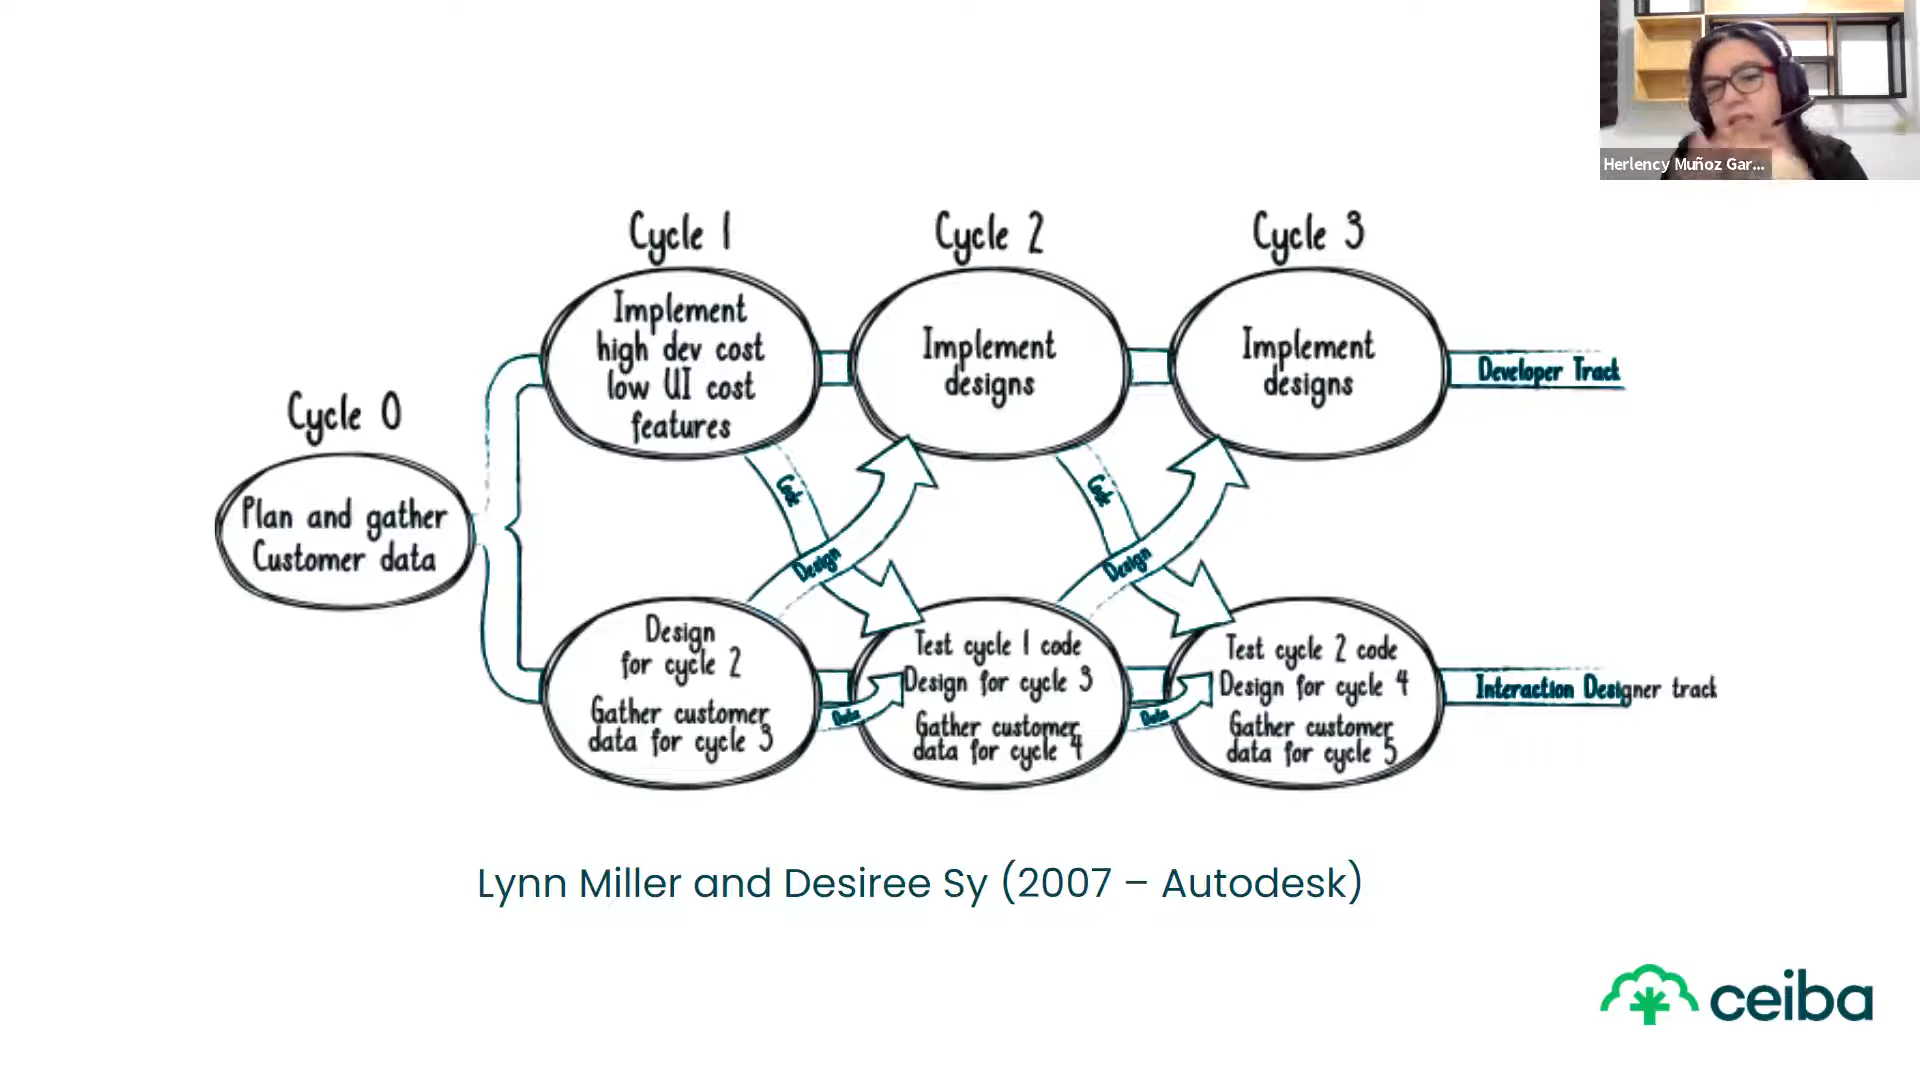 Herlency Muñoz Gar...
Cycle 0
Plan and gather
Customer data
Cycle 1
Implement
high dev cost
low UI cost
features
Cycle 2
Implement
designs
Cycle 3
Implement
designs
Developer Track
Code
Design
Code
Design
Design
for cycle 2
Gather customer
data for cycle 3
Data
Test cycle 1 code
Design for cycle 3
Gather customer
data for cycle 4
Data
Test cycle 2 code
Design for cycle 4
Gather customer
data for cycle 5
Interaction Designer track
Lynn Miller and Desiree Sy (2007 – Autodesk)
ceiba